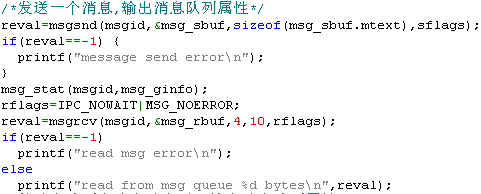 /*发送一个消息,输出消息队列属性*/
reval=msgsnd(msgid,&msg_sbuf,sizeof(msg_sbuf.mtext),sflags);
if(reval==-1) {
  printf("message send error\n");
}
msg_stat(msgid,msg_ginfo);
rflags=IPC_NOWAIT|MSG_NOERROR;
reval=msgrcv(msgid,&msg_rbuf,4,10,rflags);
if(reval==-1)
  printf("read msg error\n");
else
  printf("read from msg queue %d bytes\n",reval);